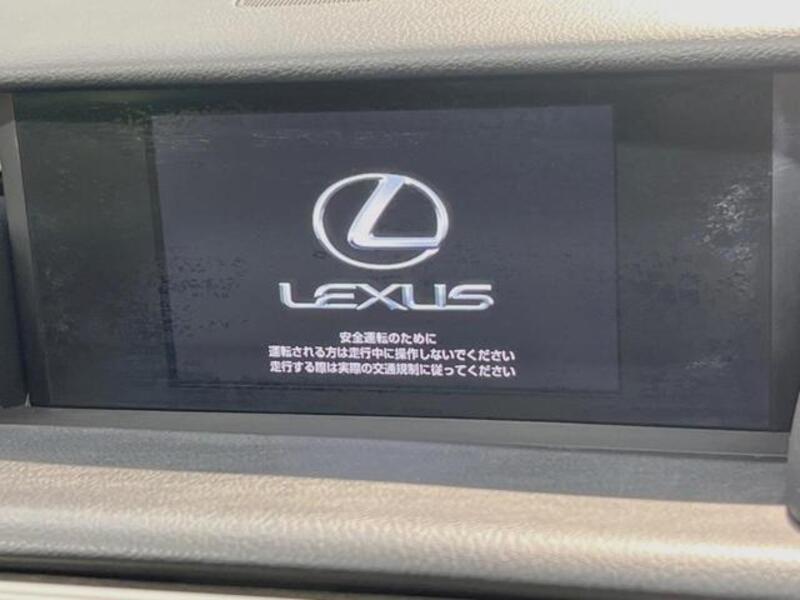 LEXUS
安全運転のために
運転される方は走行中に操作しないでください
走行する際は実際の交通規制に従ってください